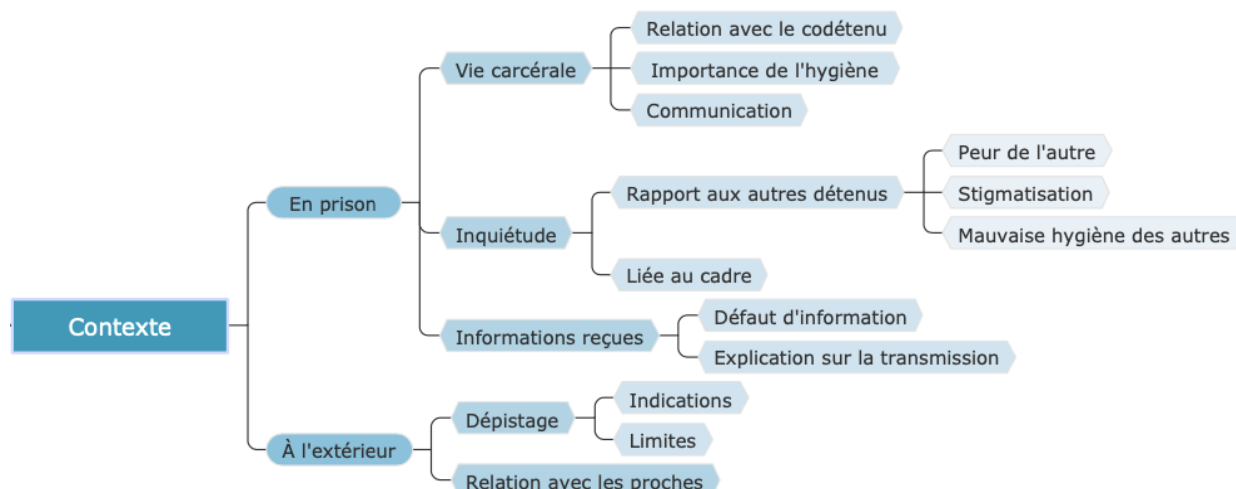 Contexte
En prison
Vie carcérale
Relation avec le codétenu
Importance de l'hygiène
Communication
Inquiétude
Rapport aux autres détenus
Peur de l'autre
Stigmatisation
Mauvaise hygiène des autres
Liée au cadre
Informations reçues
Défaut d'information
Explication sur la transmission
À l'extérieur
Dépistage
Indications
Limites
Relation avec les proches